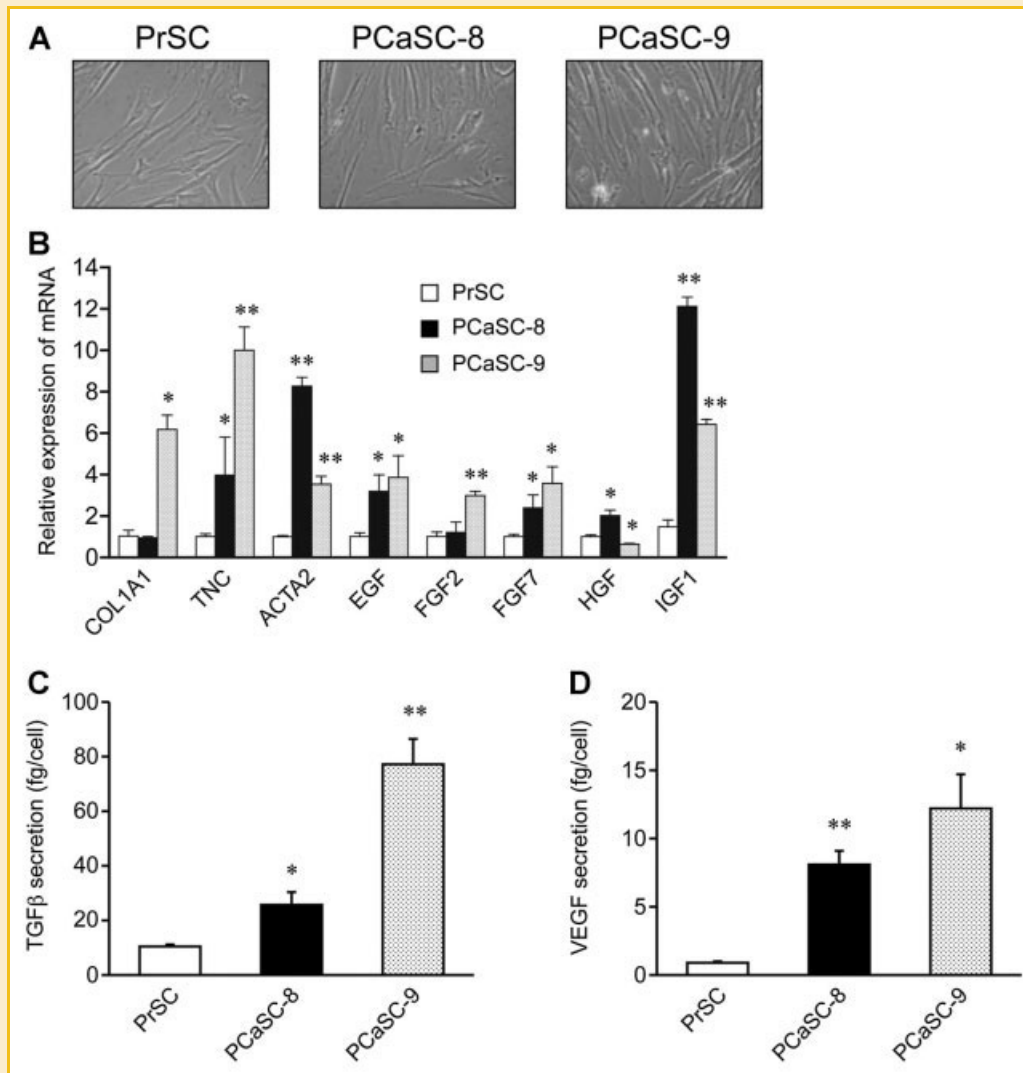 A
PrSC
PCaSC-8
PCaSC-9
B
Relative expression of mRNA
14
12
10
8
6
4
2
0
PrSC
PCaSC-8
PCaSC-9
*
*
**
**
**
*
*
**
*
*
*
*
**
**
COL1A1
TNC
ACTA2
EGF
FGF2
FGF7
HGF
IGF1
C
TGFβ secretion (fg/cell)
100
80
60
40
20
0
*
**
PrSC
PCaSC-8
PCaSC-9
D
VEGF secretion (fg/cell)
20
15
10
5
0
**
*
PrSC
PCaSC-8
PCaSC-9